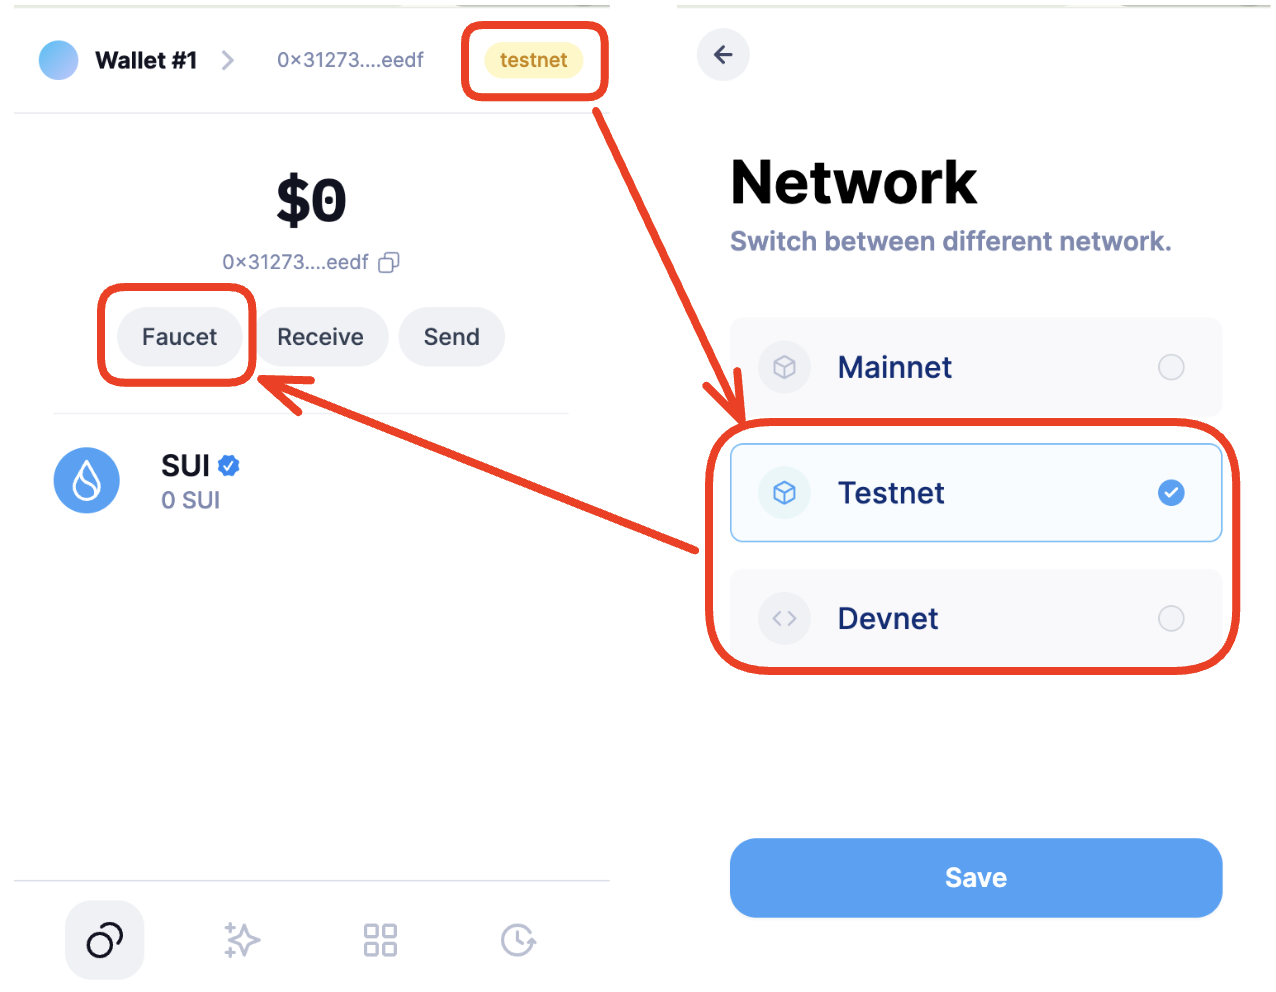 Wallet #1
0×31273....eedf
testnet
$0
0×31273....eedf
Faucet
Receive
Send
SUI
0 SUI
Network
Switch between different network.
Mainnet
Testnet
Devnet
Save